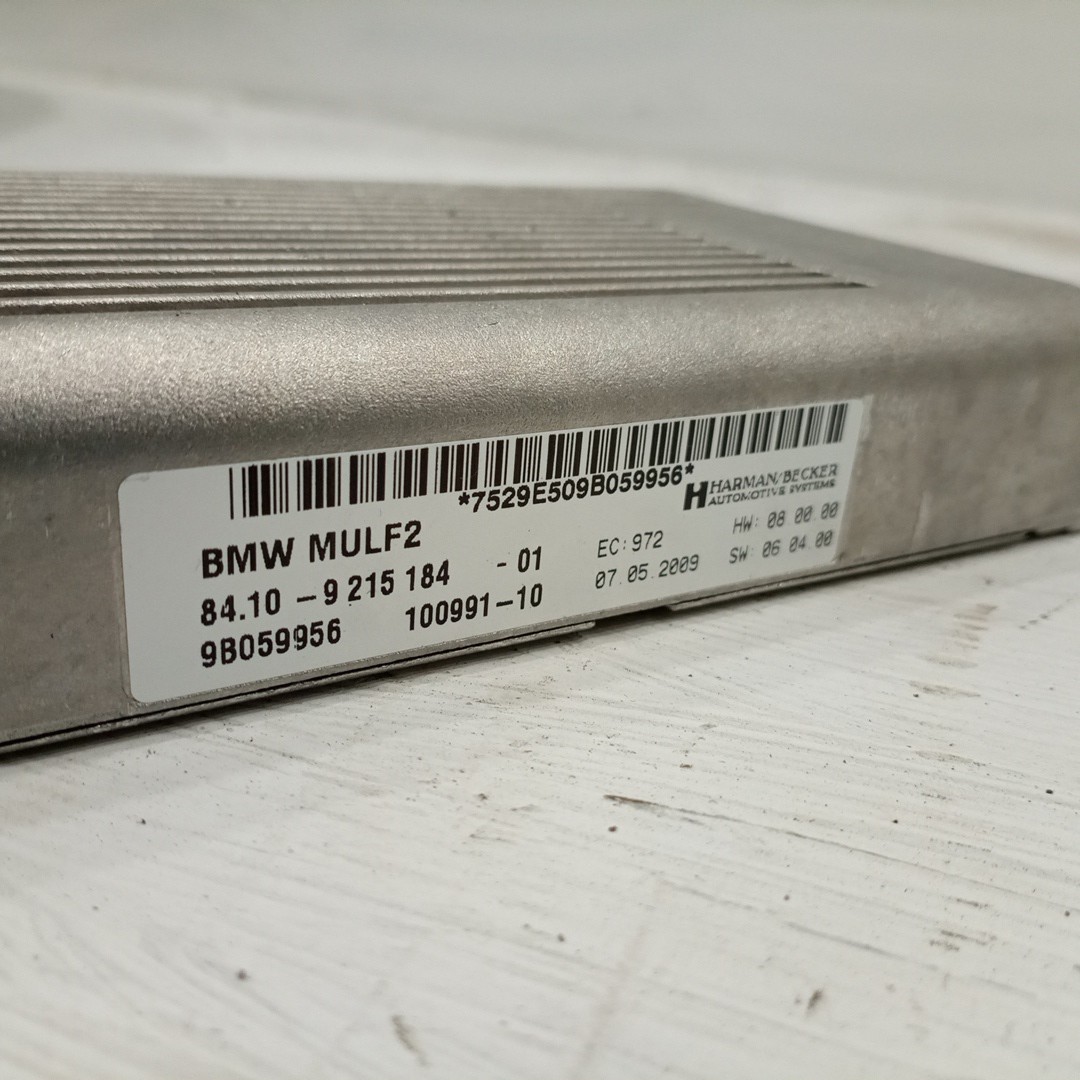 *7529E509B059956*
HARMAN/BECKER
AUTOMOTIVE SYSTEMS
BMW MULF2
84.10 - 9 215 184 - 01
9B059956 100991-10
EC: 972
07.05.2009
HW: 08 00.00
SW: 06 04.00